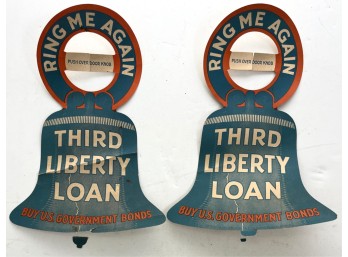 RING ME AGAIN
PUSH OVER DOOR KNOB
THIRD
LIBERTY
LOAN
BUY U.S. GOVERNMENT BONDS
RING ME AGAIN
PUSH OVER DOOR KNOB
THIRD
LIBERTY
LOAN
BUY U.S. GOVERNMENT BONDS